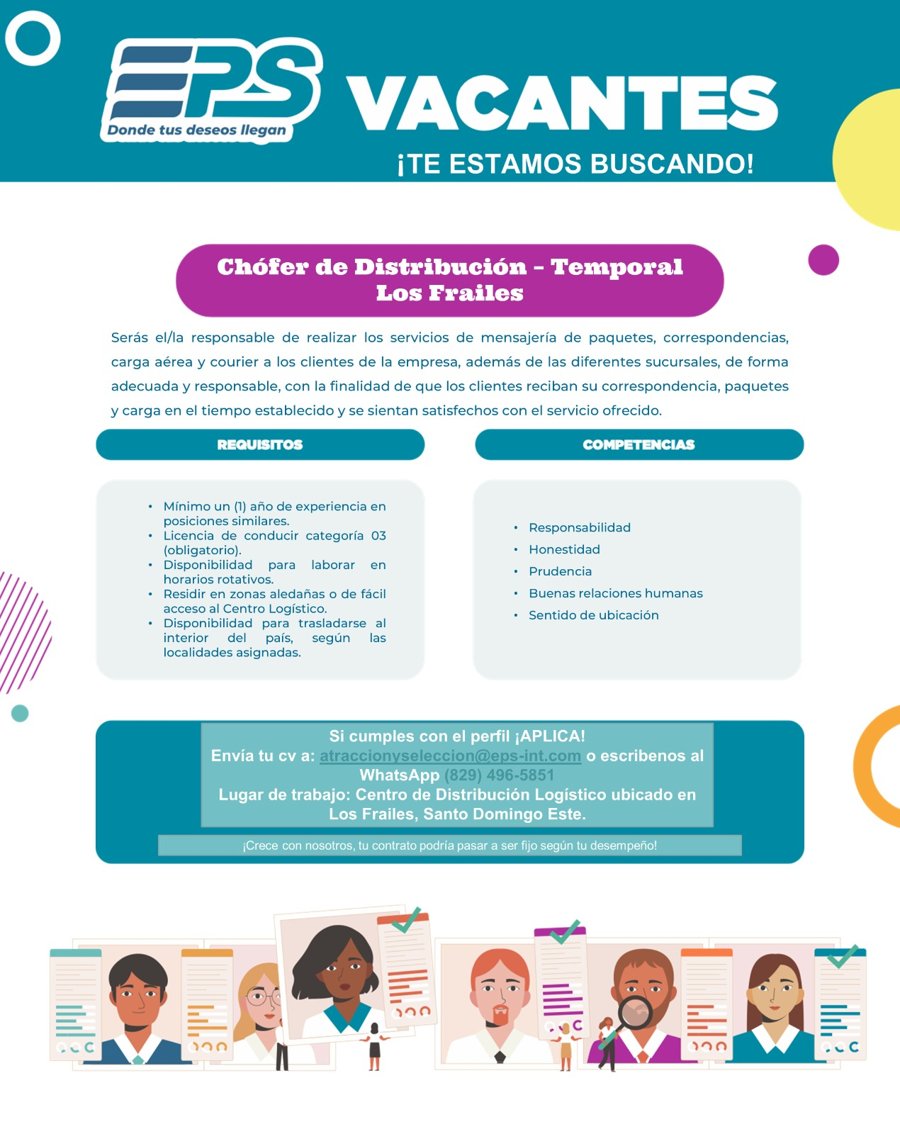 EPS
Donde tus deseos llegan
VACANTES
¡TE ESTAMOS BUSCANDO!
Chófer de Distribución – Temporal
Los Frailes
Serás el/la responsable de realizar los servicios de mensajería de paquetes, correspondencias,
carga aérea y courier a los clientes de la empresa, además de las diferentes sucursales, de forma
adecuada y responsable, con la finalidad de que los clientes reciban su correspondencia, paquetes
y carga en el tiempo establecido y se sientan satisfechos con el servicio ofrecido.
REQUISITOS
• Mínimo un (1) año de experiencia en
posiciones similares.
• Licencia de conducir categoría 03
(obligatorio).
• Disponibilidad para laborar en
horarios rotativos.
• Residir en zonas aledañas o de fácil
acceso al Centro Logístico.
• Disponibilidad para trasladarse al
interior del país, según las
localidades asignadas.
COMPETENCIAS
• Responsabilidad
• Honestidad
• Prudencia
• Buenas relaciones humanas
• Sentido de ubicación
Si cumples con el perfil ¡APLICA!
Envía tu cv a: atraccionyseleccion@eps-int.com o escribenos al
WhatsApp (829) 496-5851
Lugar de trabajo: Centro de Distribución Logístico ubicado en
Los Frailes, Santo Domingo Este.
¡Crece con nosotros, tu contrato podría pasar a ser fijo según tu desempeño!